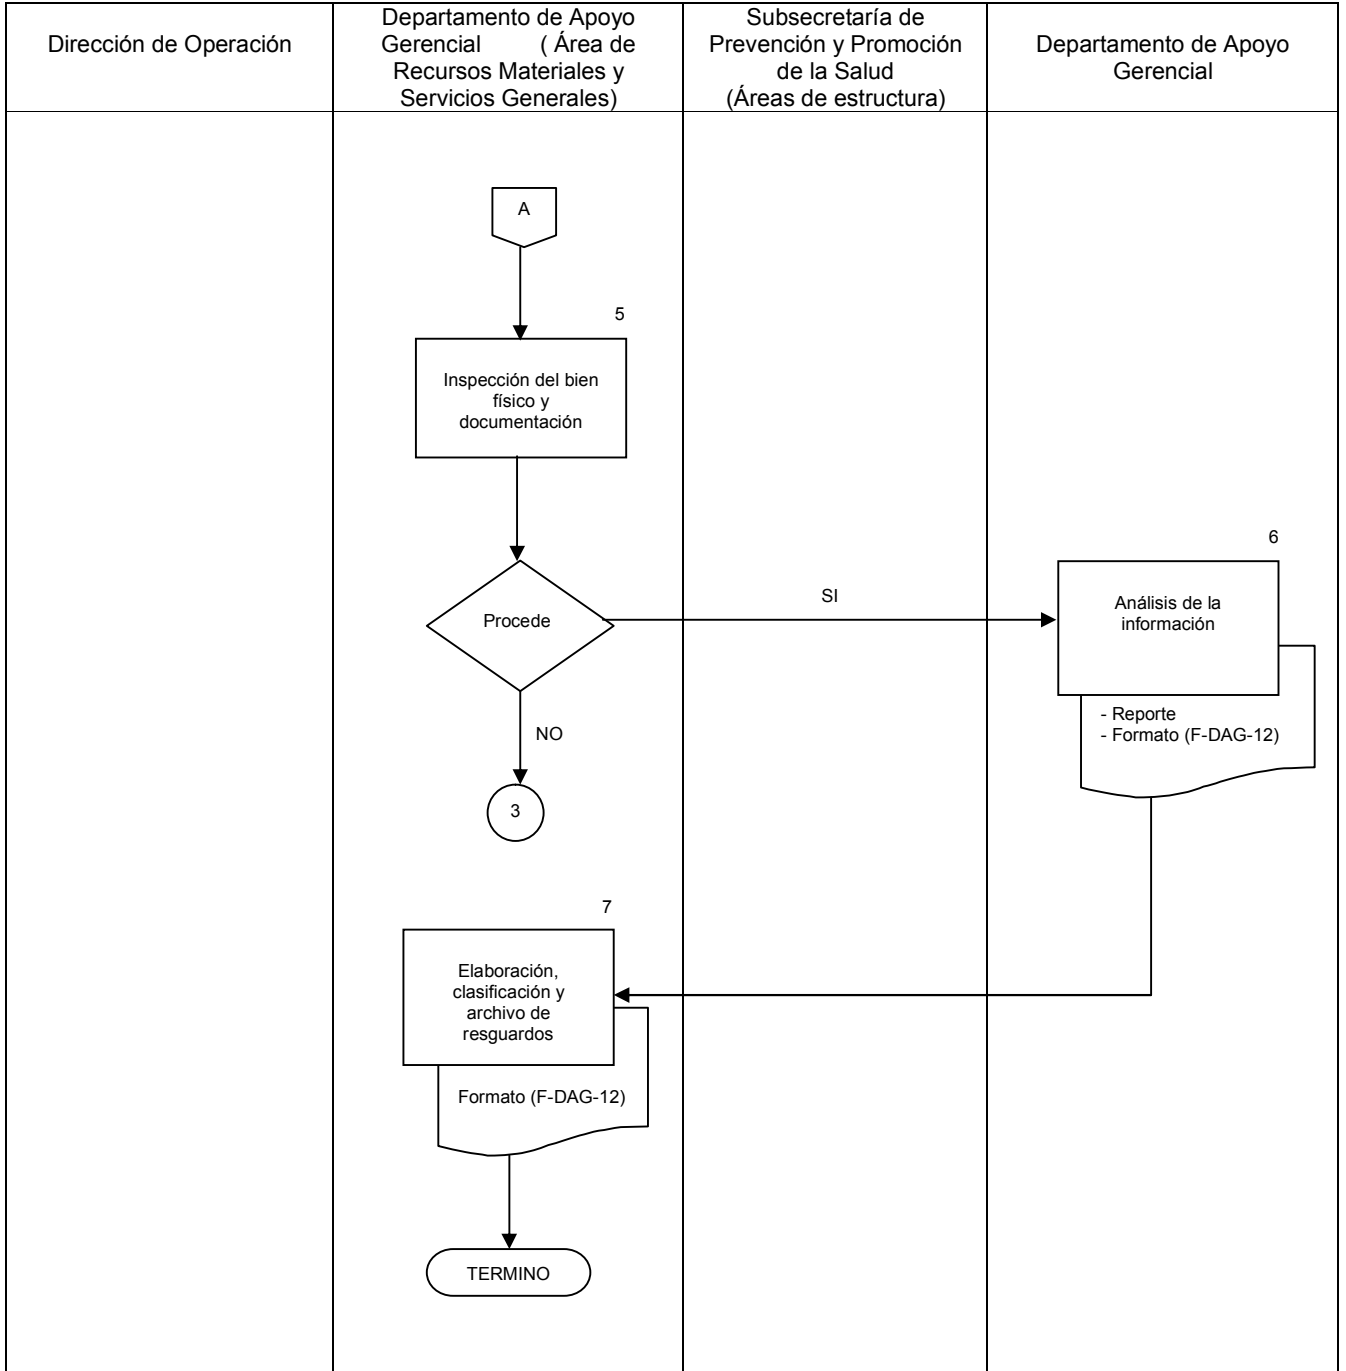 Dirección de Operación
Departamento de Apoyo
Gerencial ( Área de
Recursos Materiales y
Servicios Generales)
Subsecretaría de
Prevención y Promoción
de la Salud
(Áreas de estructura)
Departamento de Apoyo
Gerencial
A
5
Inspección del bien
físico y
documentación
6
Procede
SI
Análisis de la
información
- Reporte
- Formato (F-DAG-12)
NO
3
7
Elaboración,
clasificación y
archivo de
resguardos
Formato (F-DAG-12)
TERMINO